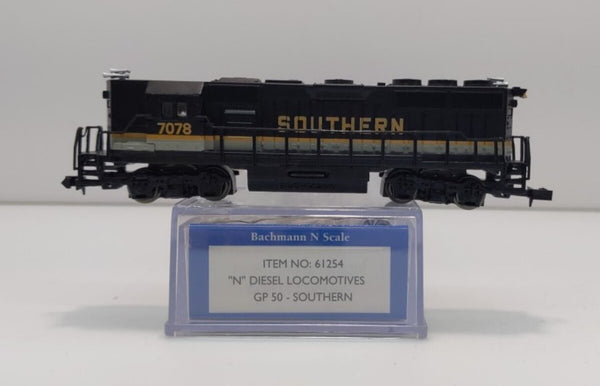 7078
SOUTHERN
Bachmann N Scale
ITEM NO: 61254
"N" DIESEL LOCOMOTIVES
GP 50 - SOUTHERN